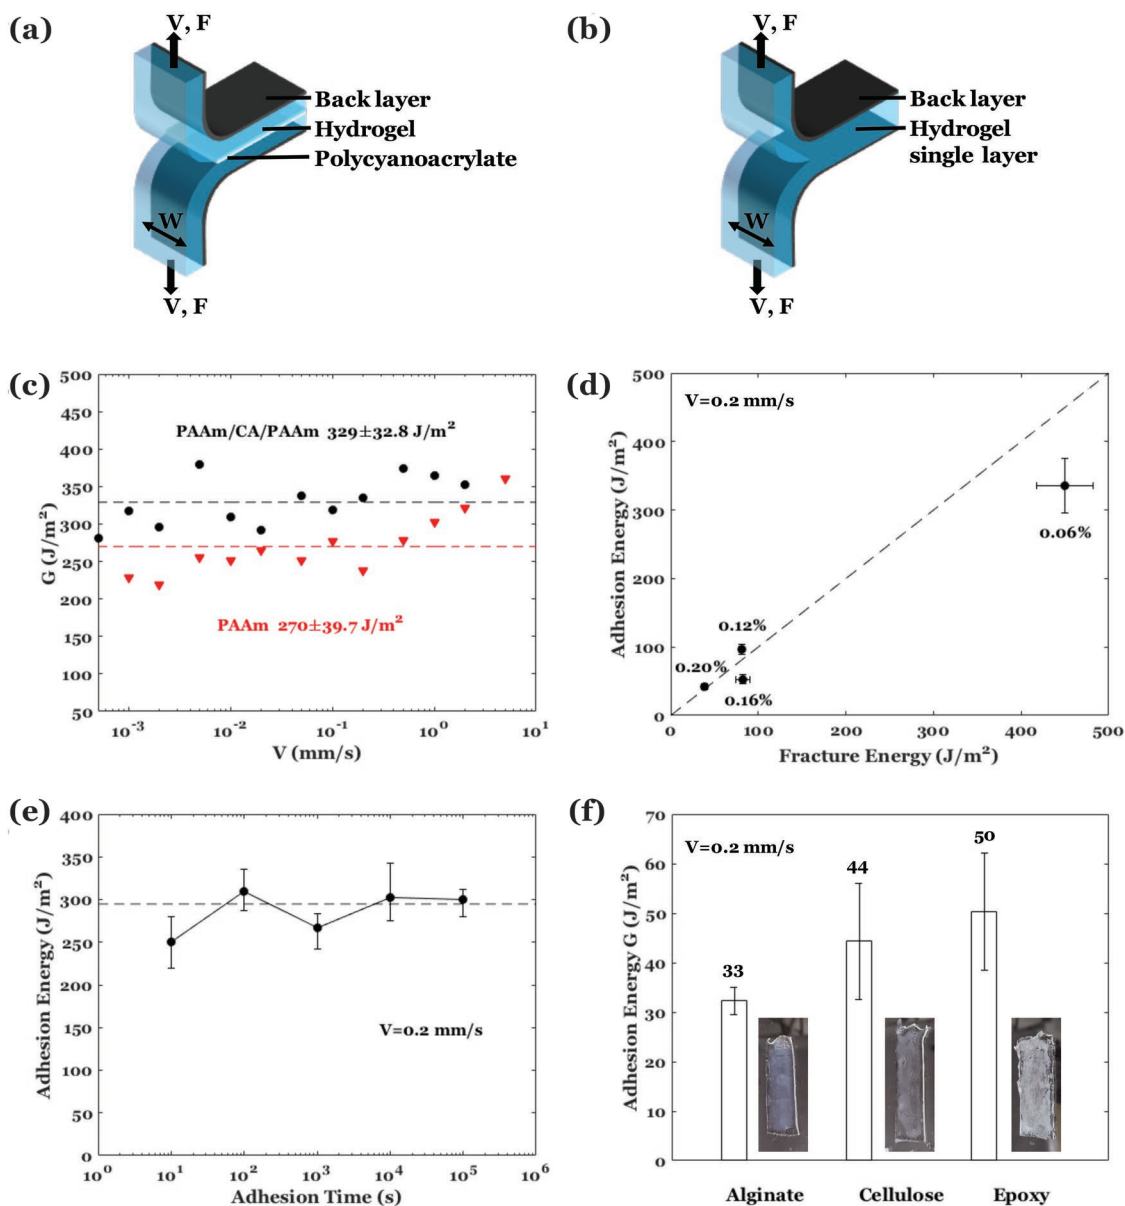 (a)
V, F
Back layer
Hydrogel
Polycyanoacrylate
W
V, F
(b)
V, F
Back layer
Hydrogel
single layer
W
V, F
(c)
500
450
400
350
300
250
200
150
100
50
G (J/m²)
PAAm/CA/PAAm 329±32.8 J/m²
PAAm 270±39.7 J/m²
10⁻³
10⁻²
10⁻¹
10⁰
10¹
V (mm/s)
(d)
500
400
300
200
100
0
Adhesion Energy (J/m²)
V=0.2 mm/s
0.06%
0.12%
0.20%
0.16%
0
100
200
300
400
500
Fracture Energy (J/m²)
(e)
400
350
300
250
200
150
100
50
0
Adhesion Energy (J/m²)
V=0.2 mm/s
10⁰
10¹
10²
10³
10⁴
10⁵
10⁶
Adhesion Time (s)
(f)
70
60
50
40
30
20
10
0
Adhesion Energy G (J/m²)
V=0.2 mm/s
33
44
50
Alginate
Cellulose
Epoxy